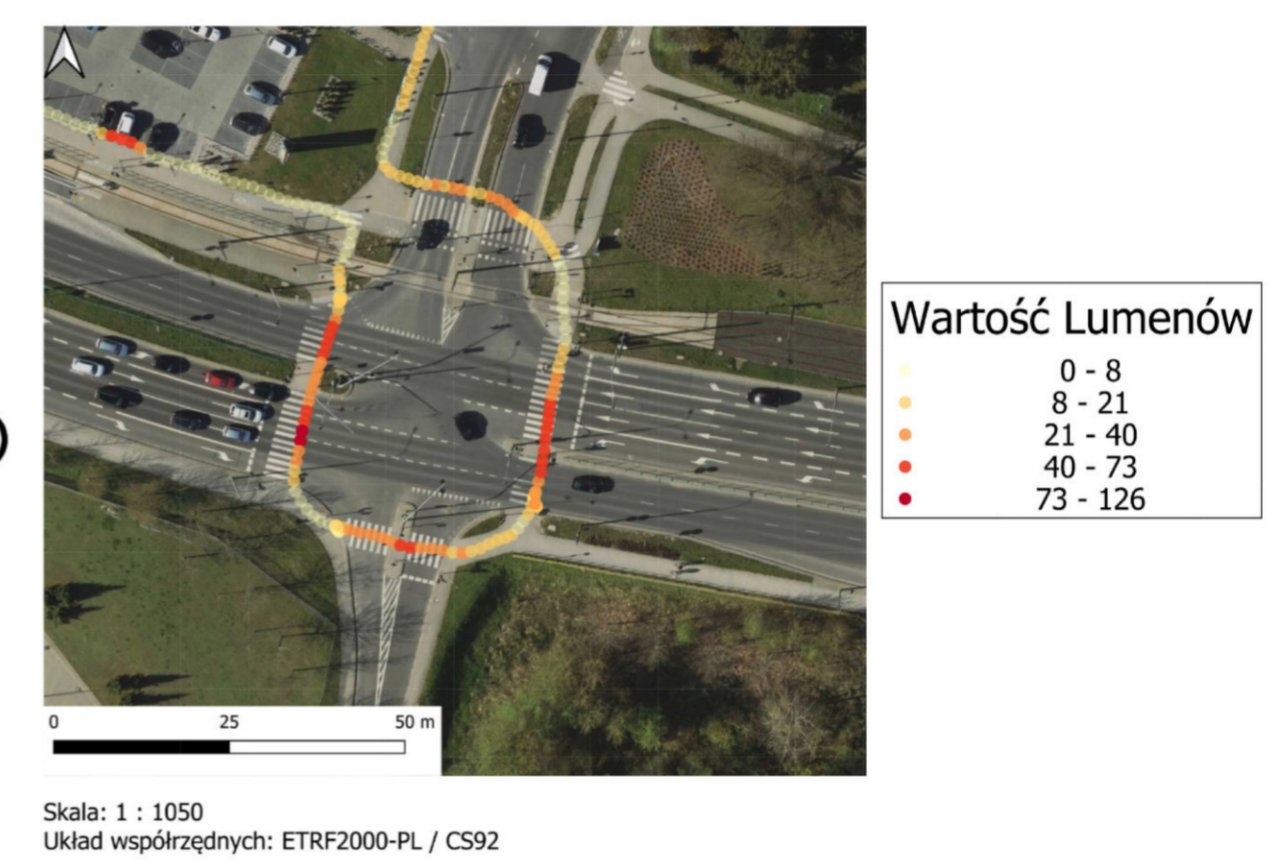 Wartość Lumenów
0 - 8
8 - 21
21 - 40
40 - 73
73 - 126
0 25 50 m
Skala: 1 : 1050
Układ współrzędnych: ETRF2000-PL / CS92